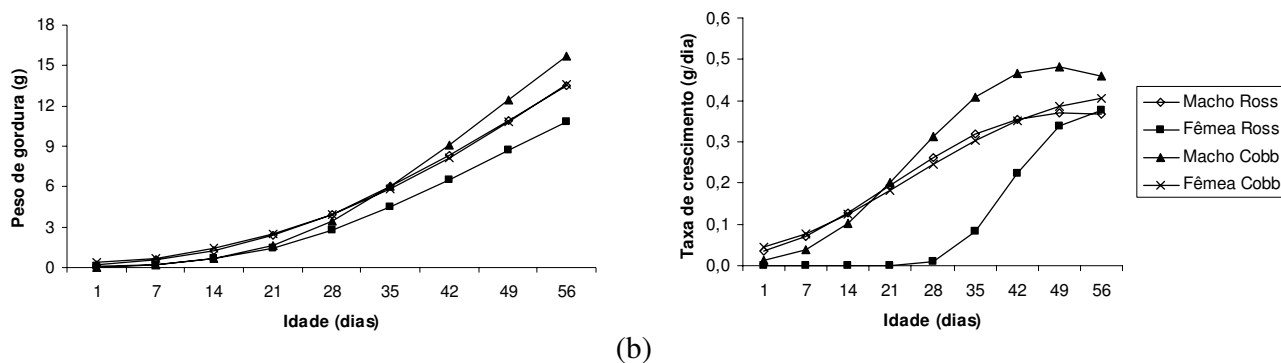 18
15
12
9
6
3
0
Peso de gordura (g)
1 7 14 21 28 35 42 49 56
Idade (dias)
0,6
0,5
0,4
0,3
0,2
0,1
0,0
Taxa de crescimento (g/dia)
1 7 14 21 28 35 42 49 56
Idade (dias)
Macho Ross
Fêmea Ross
Macho Cobb
Fêmea Cobb
(b)